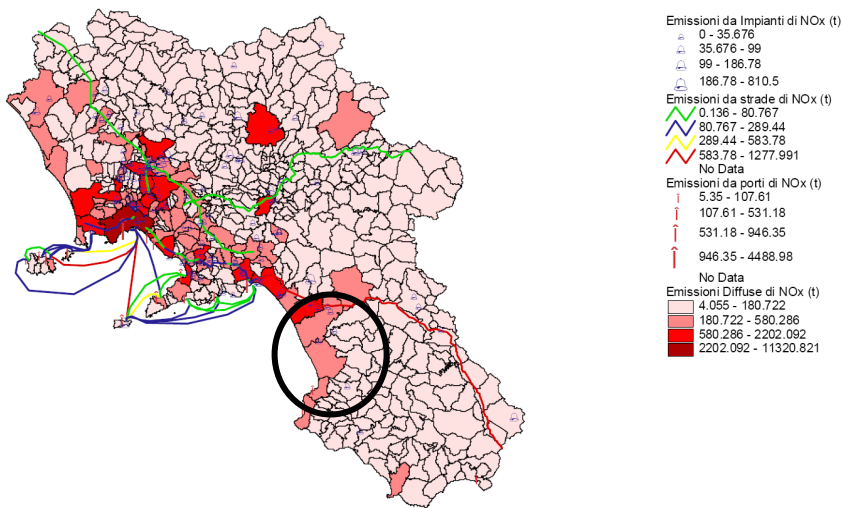 Emissioni da Impianti di NOx (t)
0 - 35.676
35.676 - 99
99 - 186.78
186.78 - 810.5
Emissioni da strade di NOx (t)
0.136 - 80.767
80.767 - 289.44
289.44 - 583.78
583.78 - 1277.991
No Data
Emissioni da porti di NOx (t)
5.35 - 107.61
107.61 - 531.18
531.18 - 946.35
946.35 - 4488.98
No Data
Emissioni Diffuse di NOx (t)
4.055 - 180.722
180.722 - 580.286
580.286 - 2202.092
2202.092 - 11320.821